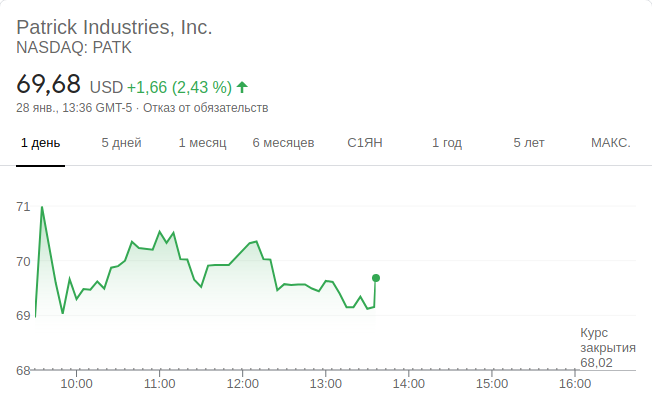 Patrick Industries, Inc.
NASDAQ: PATK
69,68 USD +1,66 (2,43 %)
28 янв., 13:36 GMT-5 · Отказ от обязательств
1 день 5 дней 1 месяц 6 месяцев С1ЯН 1 год 5 лет МАКС.
71
70
69
Курс
закрытия
68,02
68
10:00 11:00 12:00 13:00 14:00 15:00 16:00